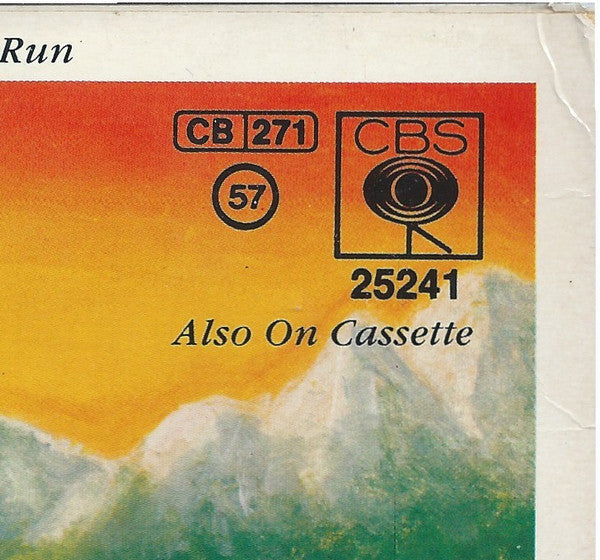 Run
CB 271
57
CBS
25241
Also On Cassette